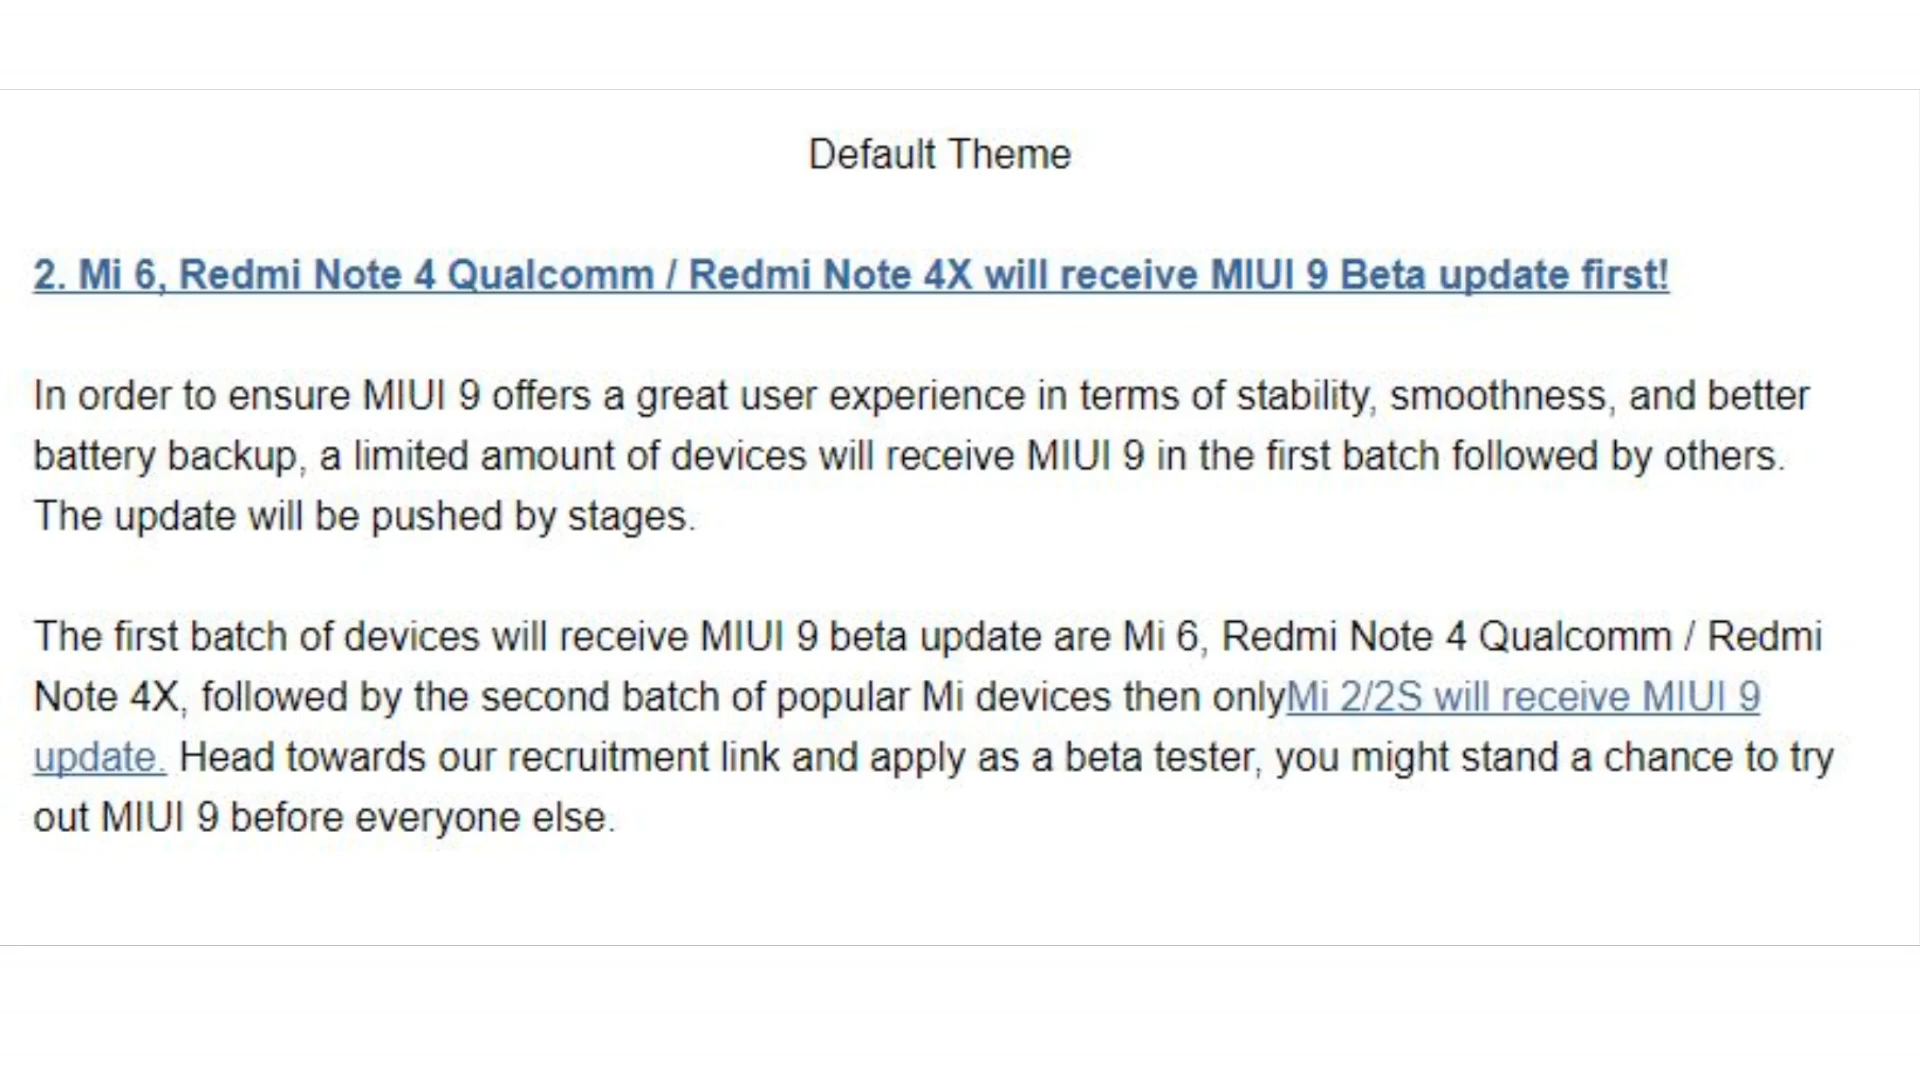 Default Theme
2. Mi 6, Redmi Note 4 Qualcomm / Redmi Note 4X will receive MIUI 9 Beta update first!
In order to ensure MIUI 9 offers a great user experience in terms of stability, smoothness, and better
battery backup, a limited amount of devices will receive MIUI 9 in the first batch followed by others.
The update will be pushed by stages.
The first batch of devices will receive MIUI 9 beta update are Mi 6, Redmi Note 4 Qualcomm / Redmi
Note 4X, followed by the second batch of popular Mi devices then onlyMi 2/2S will receive MIUI 9
update. Head towards our recruitment link and apply as a beta tester, you might stand a chance to try
out MIUI 9 before everyone else.